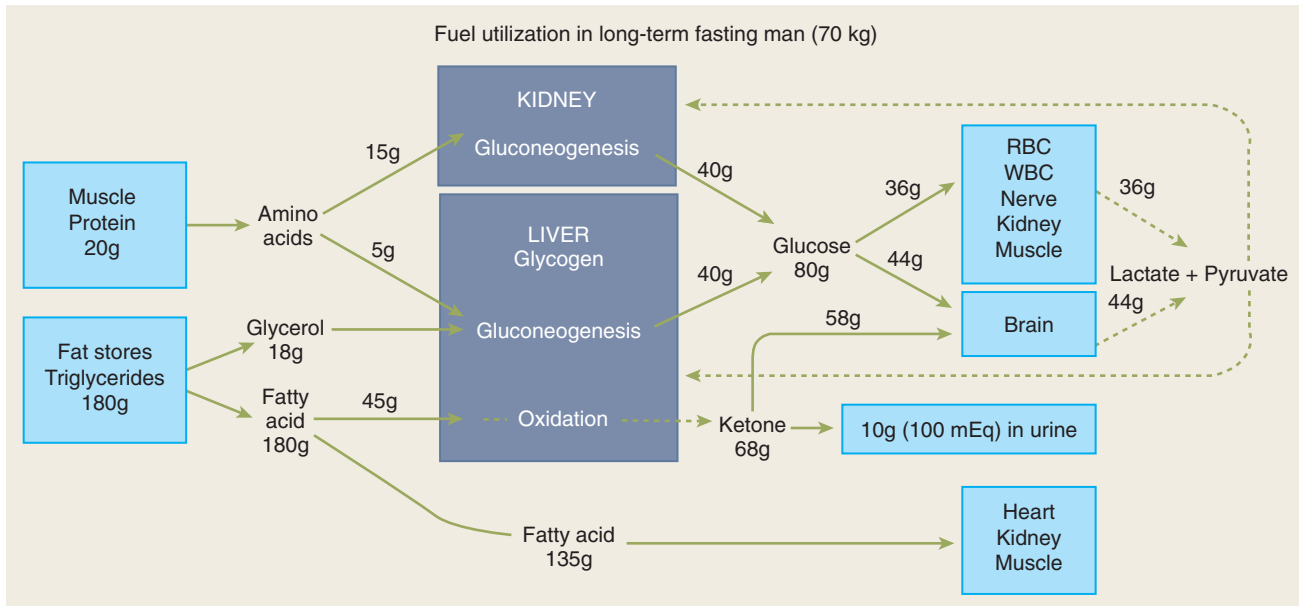 Fuel utilization in long-term fasting man (70 kg)
KIDNEY
Gluconeogenesis
15g
40g
Muscle
Protein
20g
Amino
acids
5g
LIVER
Glycogen
Gluconeogenesis
40g
Glucose
80g
36g
44g
RBC
WBC
Nerve
Kidney
Muscle
36g
Lactate + Pyruvate
44g
Brain
58g
Fat stores
Triglycerides
180g
Glycerol
18g
Fatty
acid
180g
45g
Oxidation
Ketone
68g
10g (100 mEq) in urine
Fatty acid
135g
Heart
Kidney
Muscle